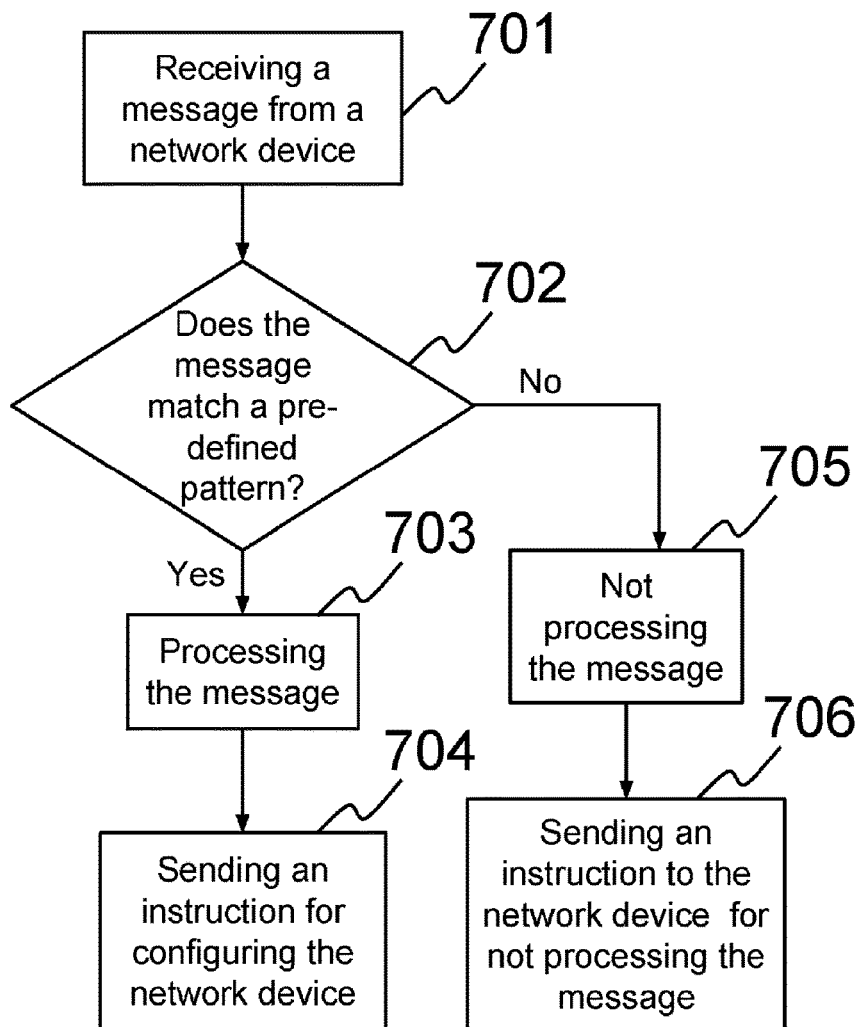 701
Receiving a
message from a
network device
702
Does the
message
match a pre-
defined
pattern?
No
Yes
703
Processing
the message
705
Not
processing
the message
704
Sending an
instruction for
configuring the
network device
706
Sending an
instruction to the
network device for
not processing the
message